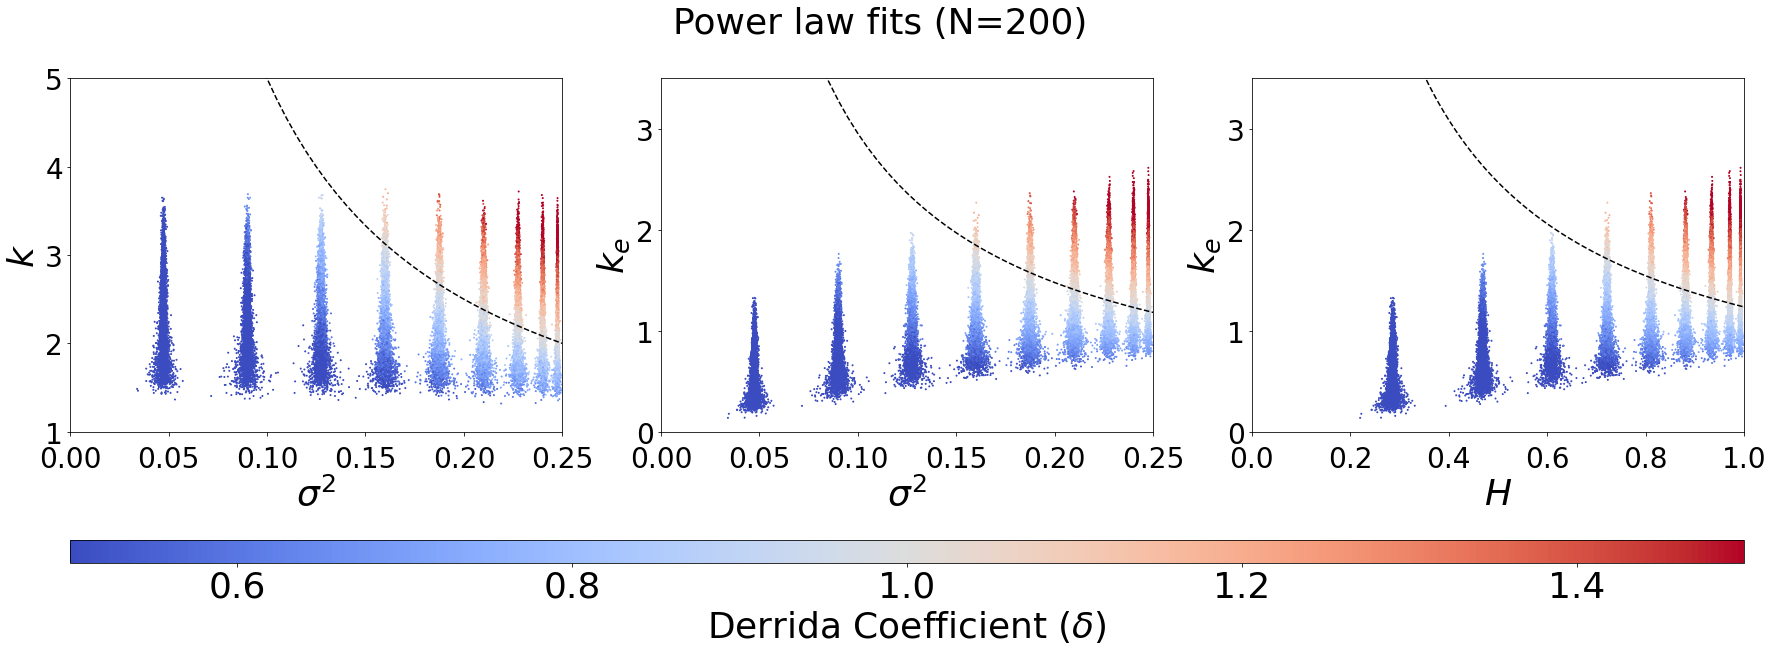 Power law fits (N=200)
5
4
3
2
1
k
0.00 0.05 0.10 0.15 0.20 0.25
σ²
3
2
1
0
kₑ
0.00 0.05 0.10 0.15 0.20 0.25
σ²
3
2
1
0
kₑ
0.0 0.2 0.4 0.6 0.8 1.0
H
0.6 0.8 1.0 1.2 1.4
Derrida Coefficient (δ)